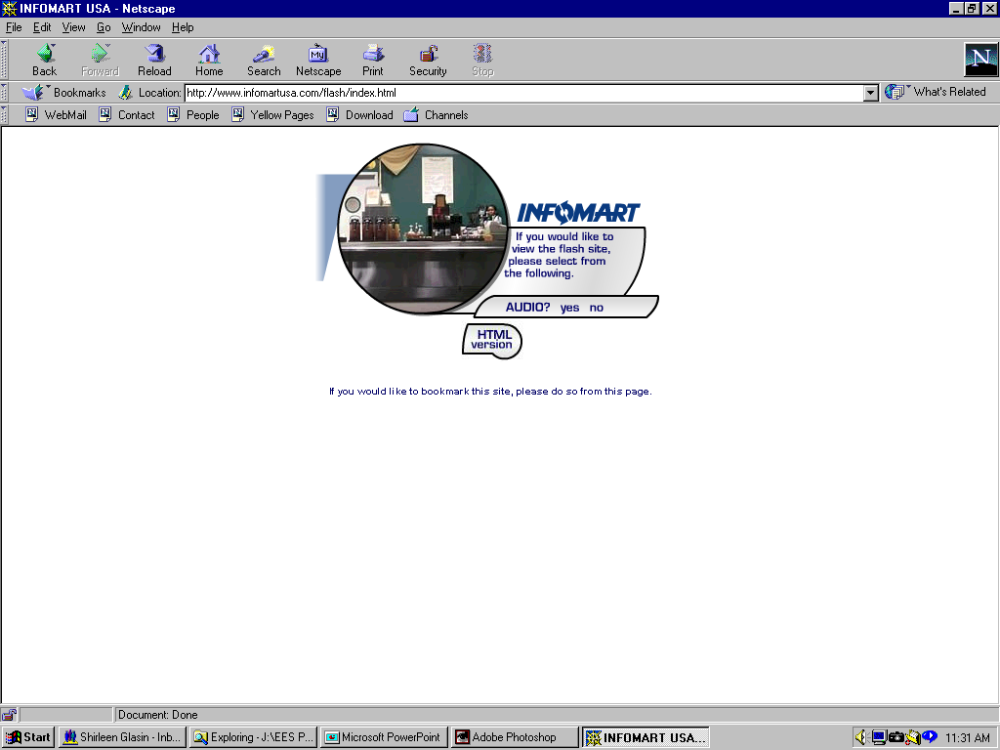 INFOMART USA - Netscape
File Edit View Go Window Help
My
N
Back Forward Reload Home Search Netscape Print Security Stop
Bookmarks Location: http://www.infomartusa.com/flash/index.html What's Related
WebMail Contact People Yellow Pages Download Channels
INFOMART
If you would like to
view the flash site,
please select from
the following.
AUDIO? yes no
HTML
version
If you would like to bookmark this site, please do so from this page.
Document: Done
Start Shirleen Glasin - Inb... Exploring - J:\EES P... Microsoft PowerPoint Adobe Photoshop INFOMART USA... 11:31 AM